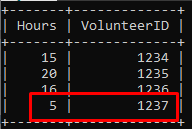 | Hours | VolunteerID |
| 15 | 1234 |
| 20 | 1235 |
| 16 | 1236 |
| 5 | 1237 |